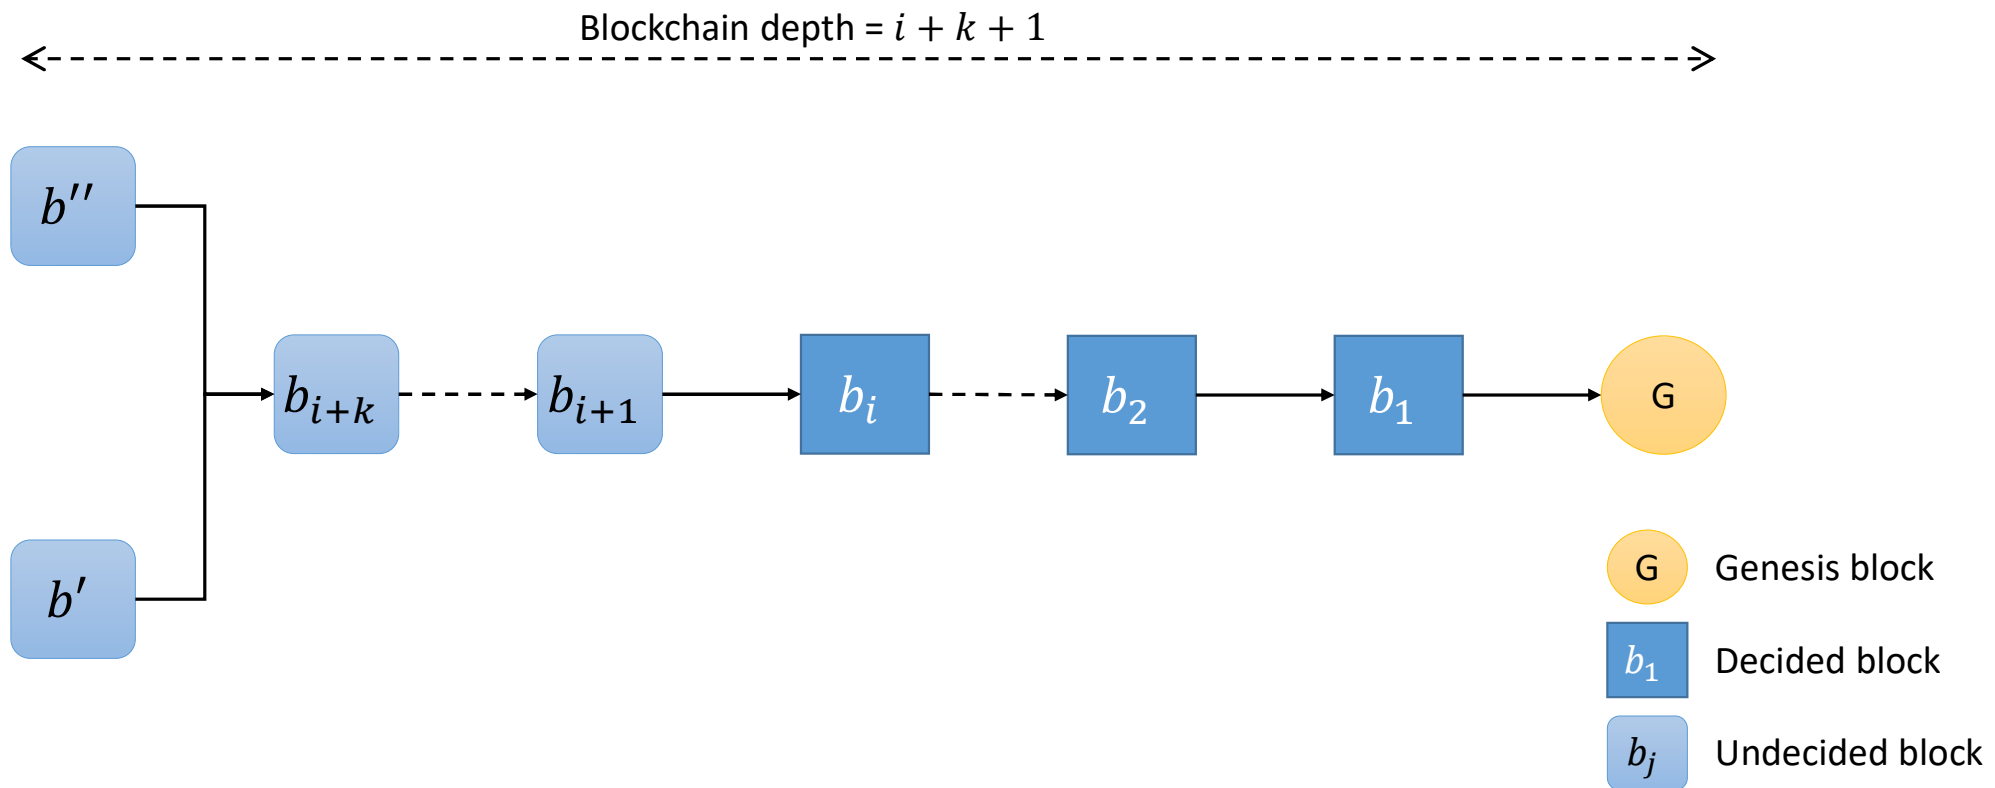 Blockchain depth = i + k + 1
b''
b_{i+k} b_{i+1} b_i b_2 b_1 G
b'
G Genesis block
b_1 Decided block
b_j Undecided block